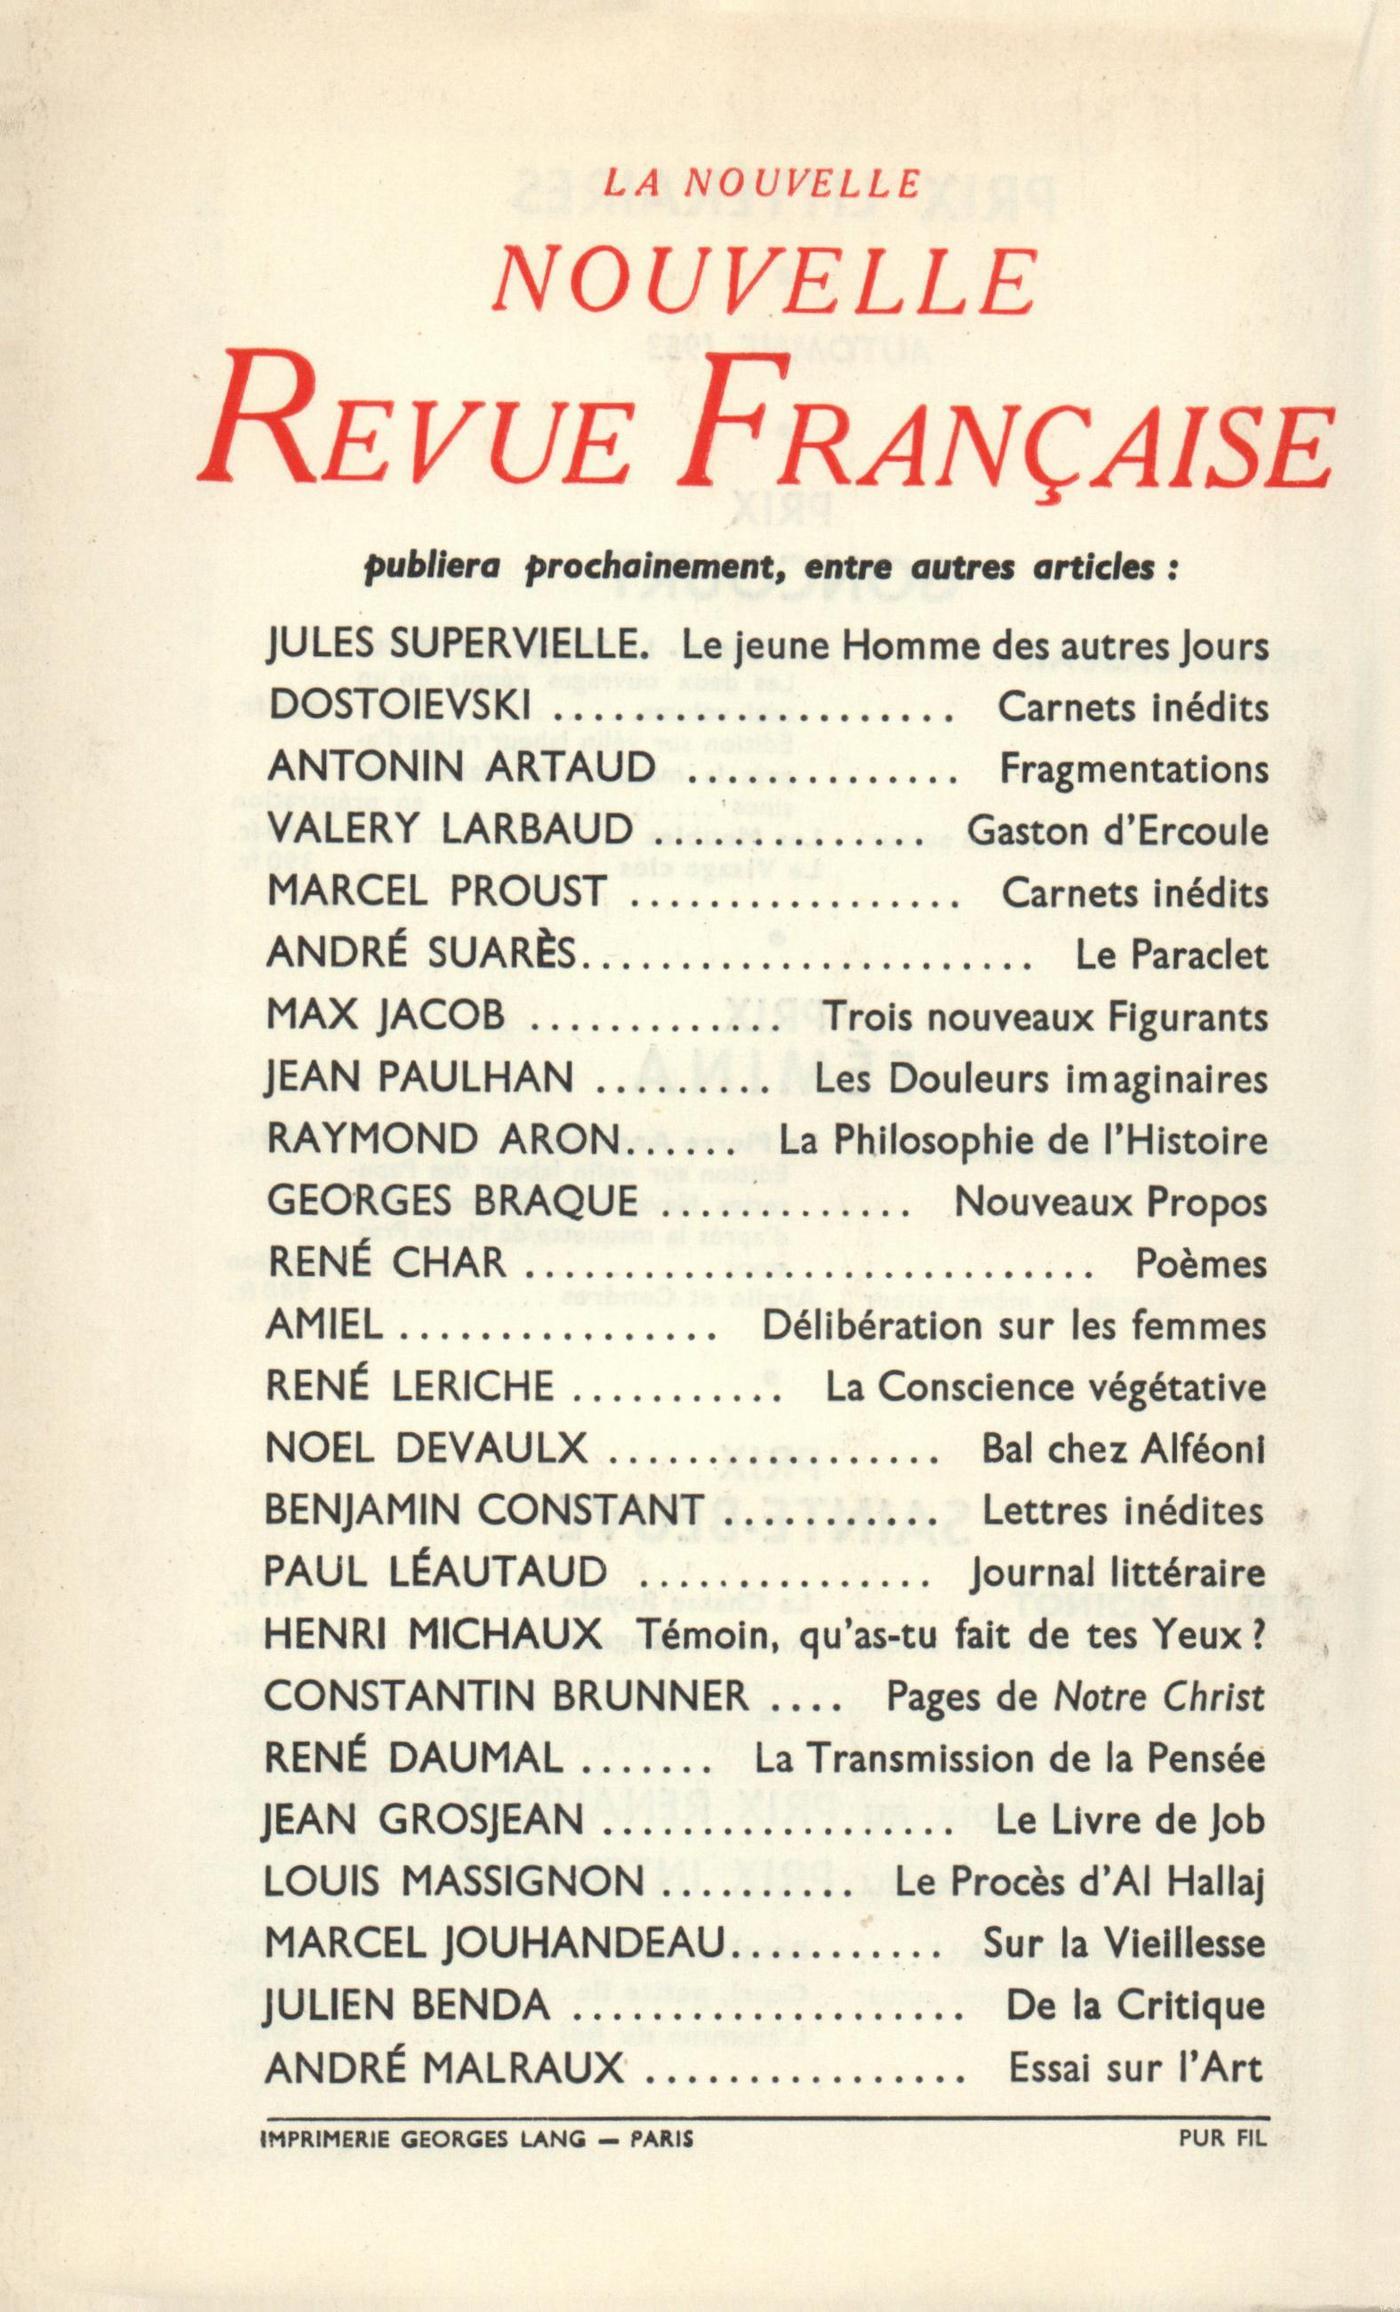 LA NOUVELLE
NOUVELLE
REVUE FRANÇAISE
publiera prochainement, entre autres articles :
JULES SUPERVIELLE. Le jeune Homme des autres Jours
DOSTOIEVSKI .................... Carnets inédits
ANTONIN ARTAUD .............. Fragmentations
VALERY LARBAUD .............. Gaston d'Ercoule
MARCEL PROUST ................. Carnets inédits
ANDRÉ SUARÈS....................... Le Paraclet
MAX JACOB ............. Trois nouveaux Figurants
JEAN PAULHAN ......... Les Douleurs imaginaires
RAYMOND ARON...... La Philosophie de l'Histoire
GEORGES BRAQUE ............. Nouveaux Propos
RENÉ CHAR ............................. Poèmes
AMIEL ................ Délibération sur les femmes
RENÉ LERICHE ........... La Conscience végétative
NOEL DEVAULX ................. Bal chez Alféoni
BENJAMIN CONSTANT ........... Lettres inédites
PAUL LÉAUTAUD ............... Journal littéraire
HENRI MICHAUX Témoin, qu'as-tu fait de tes Yeux ?
CONSTANTIN BRUNNER .... Pages de Notre Christ
RENÉ DAUMAL ....... La Transmission de la Pensée
JEAN GROSJEAN .................. Le Livre de Job
LOUIS MASSIGNON .......... Le Procès d'Al Hallaj
MARCEL JOUHANDEAU........... Sur la Vieillesse
JULIEN BENDA .................... De la Critique
ANDRÉ MALRAUX ................ Essai sur l'Art
IMPRIMERIE GEORGES LANG — PARIS PUR FIL